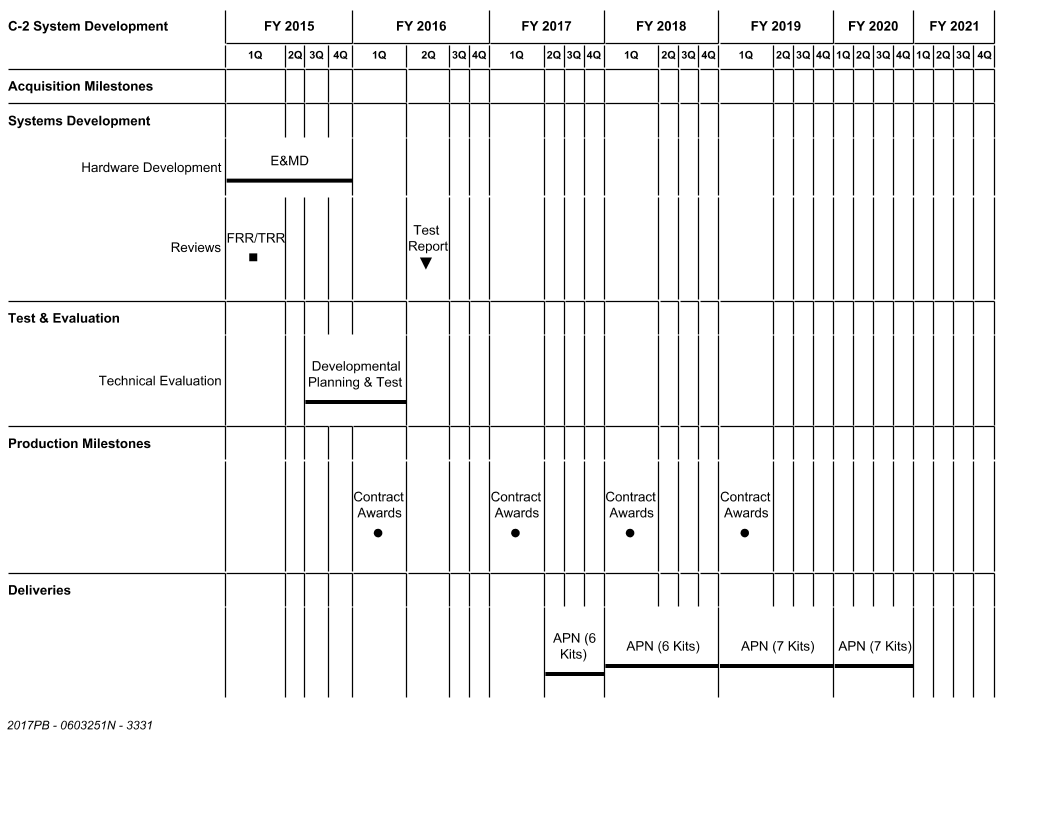 C-2 System Development FY 2015 FY 2016 FY 2017 FY 2018 FY 2019 FY 2020 FY 2021
1Q 2Q 3Q 4Q 1Q 2Q 3Q 4Q 1Q 2Q 3Q 4Q 1Q 2Q 3Q 4Q 1Q 2Q 3Q 4Q 1Q 2Q 3Q 4Q 1Q 2Q 3Q 4Q
Acquisition Milestones
Systems Development
Hardware Development
E&MD
Reviews
FRR/TRR
Test
Report
Test & Evaluation
Technical Evaluation
Developmental
Planning & Test
Production Milestones
Contract
Awards
Contract
Awards
Contract
Awards
Contract
Awards
Deliveries
APN (6
Kits)
APN (6 Kits)
APN (7 Kits)
APN (7 Kits)
2017PB - 0603251N - 3331